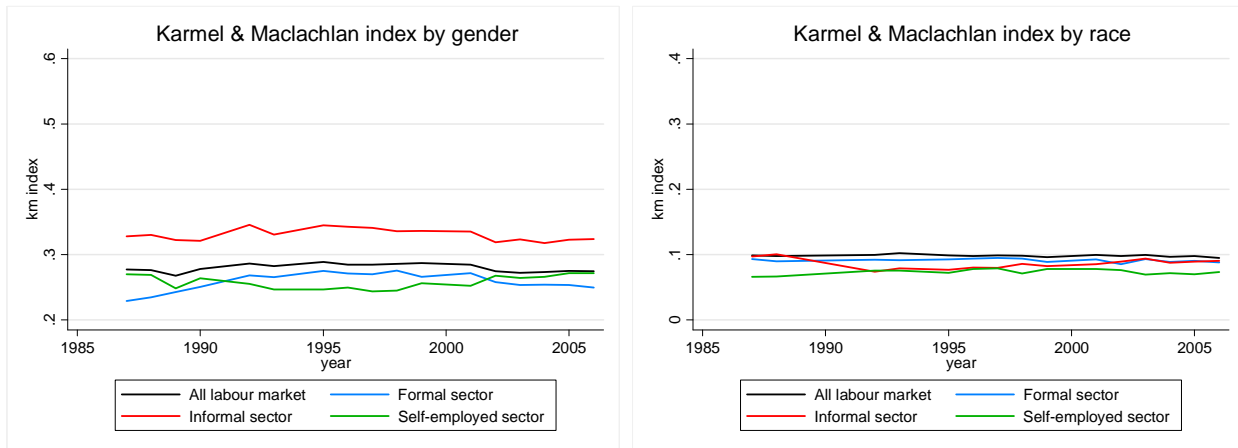 Karmel & Maclachlan index by gender
.6
.5
.4
.3
.2
km index
1985 1990 1995 2000 2005
year
All labour market Formal sector
Informal sector Self-employed sector
Karmel & Maclachlan index by race
.4
.3
.2
.1
0
km index
1985 1990 1995 2000 2005
year
All labour market Formal sector
Informal sector Self-employed sector